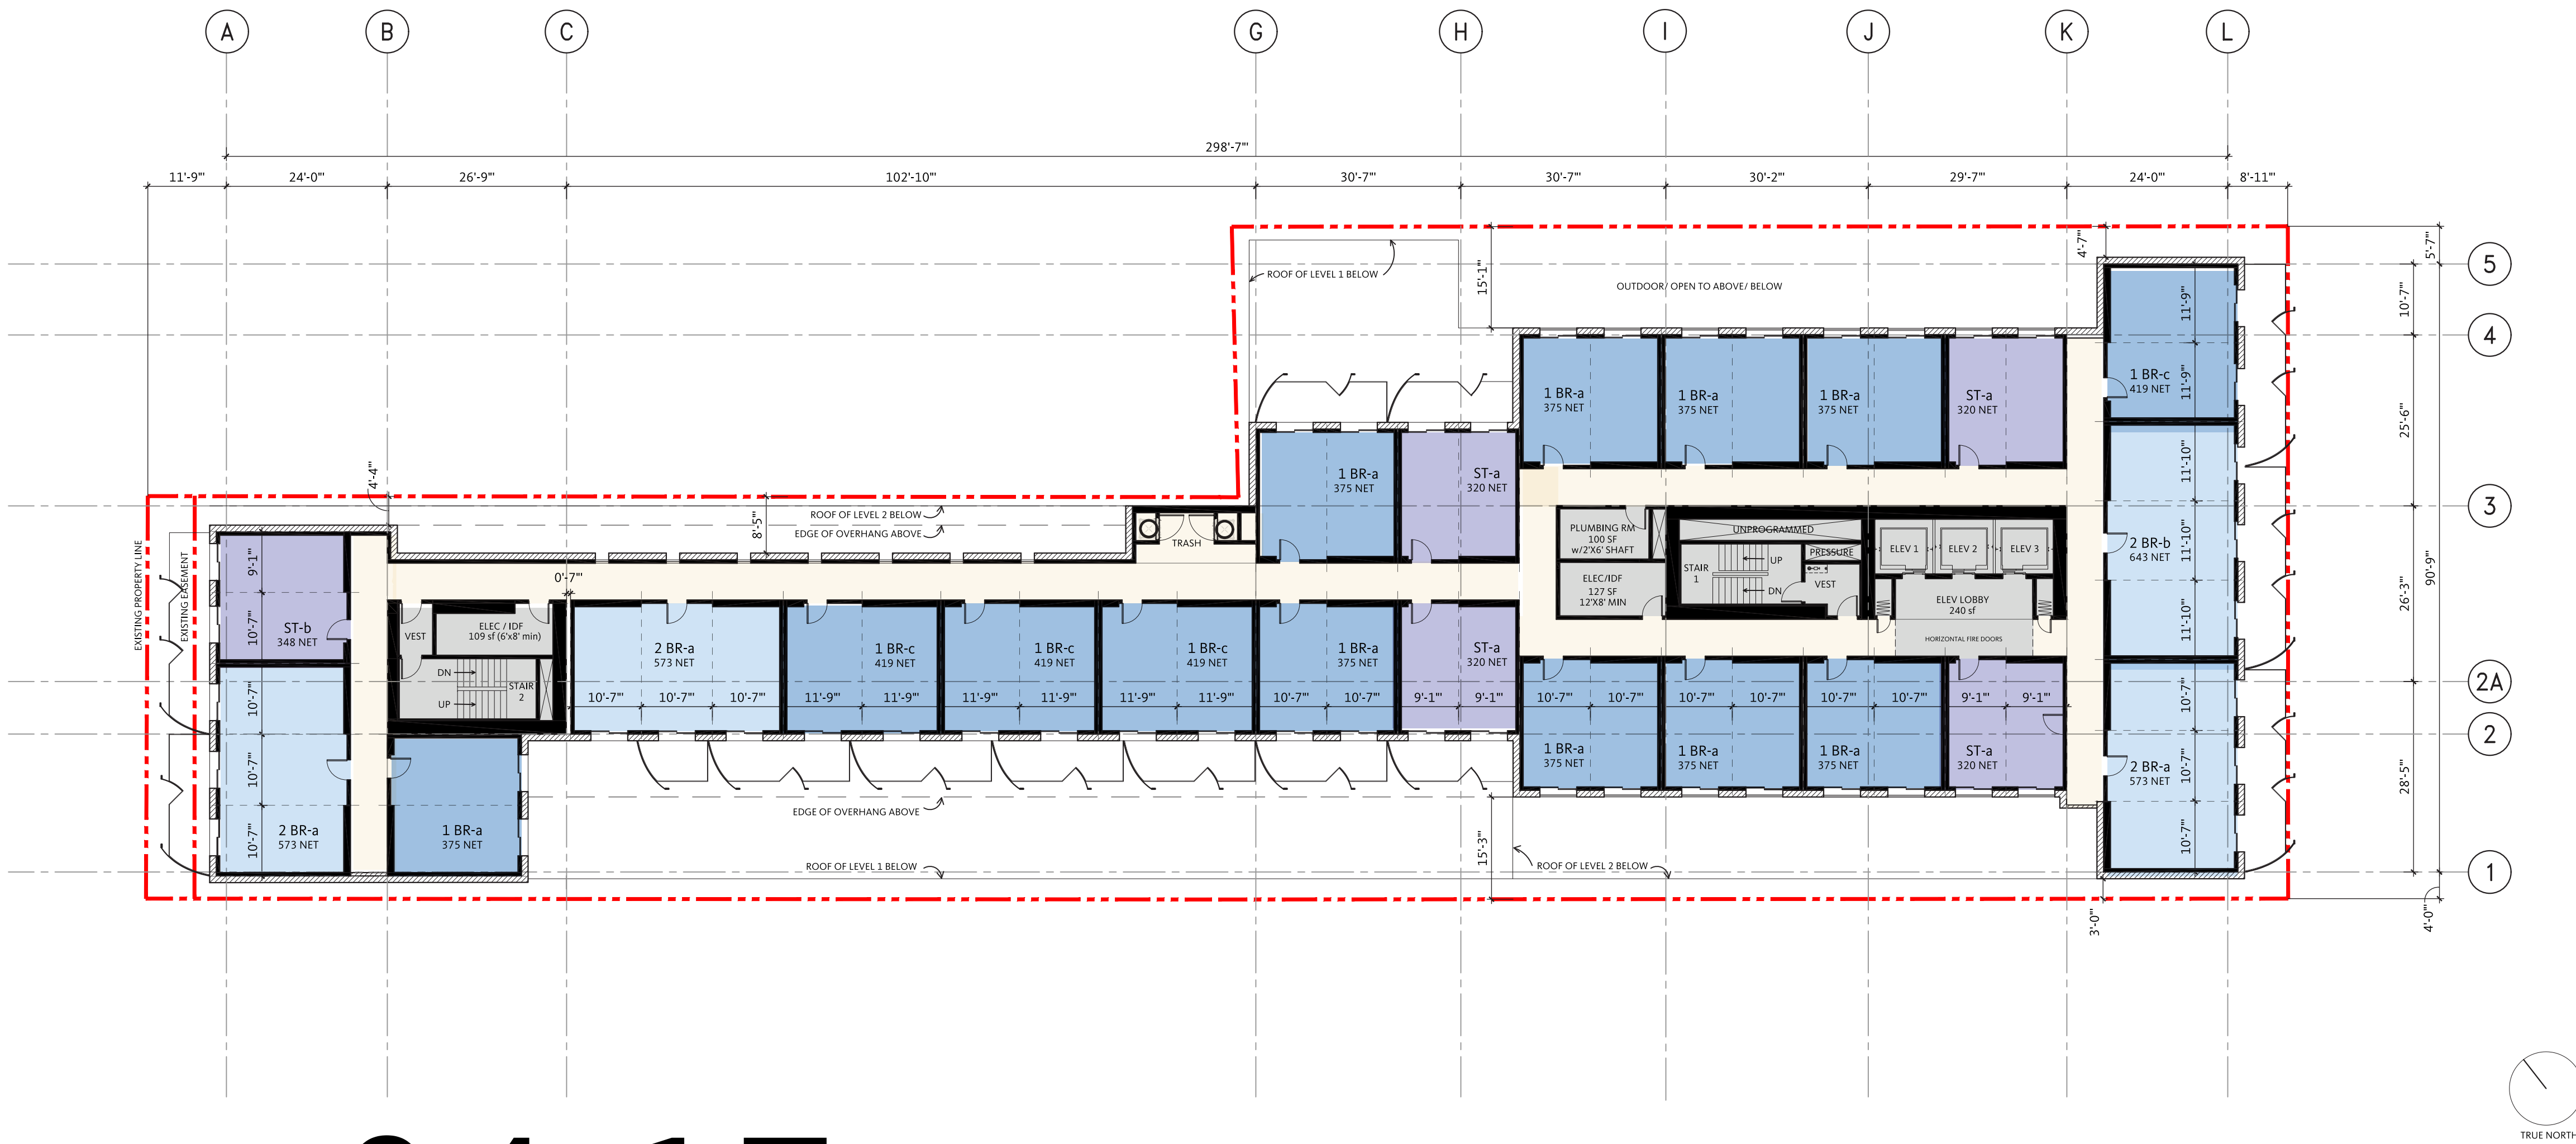 A B C G H I J K L
298'-7"'
11'-9"' 24'-0"' 26'-9"' 102'-10"' 30'-7"' 30'-7"' 30'-2"' 29'-7"' 24'-0"' 8'-11"'
5 4 3 2A 2 1
5'-7"'
10'-7"'
25'-6"'
26'-3"'
90'-9"'
28'-5"'
4'-0"'
3'-0"'
4'-7"'
15'-1"'
ROOF OF LEVEL 1 BELOW
OUTDOOR/ OPEN TO ABOVE/ BELOW
1 BR-a
375 NET
1 BR-a
375 NET
1 BR-a
375 NET
ST-a
320 NET
1 BR-c
419 NET
11'-9"'
11'-9"'
1 BR-a
375 NET
ST-a
320 NET
4'-4"'
8'-5"'
ROOF OF LEVEL 2 BELOW
EDGE OF OVERHANG ABOVE
TRASH
PLUMBING RM
100 SF
w/2'X6' SHAFT
UNPROGRAMMED
PRESSURE
STAIR
1
UP
DN
VEST
ELEV 1
ELEV 2
ELEV 3
ELEV LOBBY
240 sf
HORIZONTAL FIRE DOORS
ELEC/IDF
127 SF
12'X8' MIN
2 BR-b
643 NET
11'-10"'
11'-10"'
11'-10"'
EXISTING PROPERTY LINE
EXISTING EASEMENT
9'-1"'
10'-7"'
ST-b
348 NET
0'-7"'
VEST
ELEC / IDF
109 sf (6'x8' min)
DN
UP
STAIR
2
2 BR-a
573 NET
1 BR-c
419 NET
1 BR-c
419 NET
1 BR-c
419 NET
1 BR-a
375 NET
ST-a
320 NET
10'-7"' 10'-7"' 10'-7"' 11'-9"' 11'-9"' 11'-9"' 11'-9"' 11'-9"' 11'-9"' 10'-7"' 10'-7"' 9'-1"' 9'-1"' 10'-7"' 10'-7"' 10'-7"' 10'-7"' 10'-7"' 10'-7"' 9'-1"' 9'-1"'
1 BR-a
375 NET
1 BR-a
375 NET
1 BR-a
375 NET
ST-a
320 NET
2 BR-a
573 NET
10'-7"'
10'-7"'
10'-7"'
10'-7"'
10'-7"'
10'-7"'
2 BR-a
573 NET
1 BR-a
375 NET
EDGE OF OVERHANG ABOVE
ROOF OF LEVEL 1 BELOW
15'-3"'
ROOF OF LEVEL 2 BELOW
TRUE NORTH